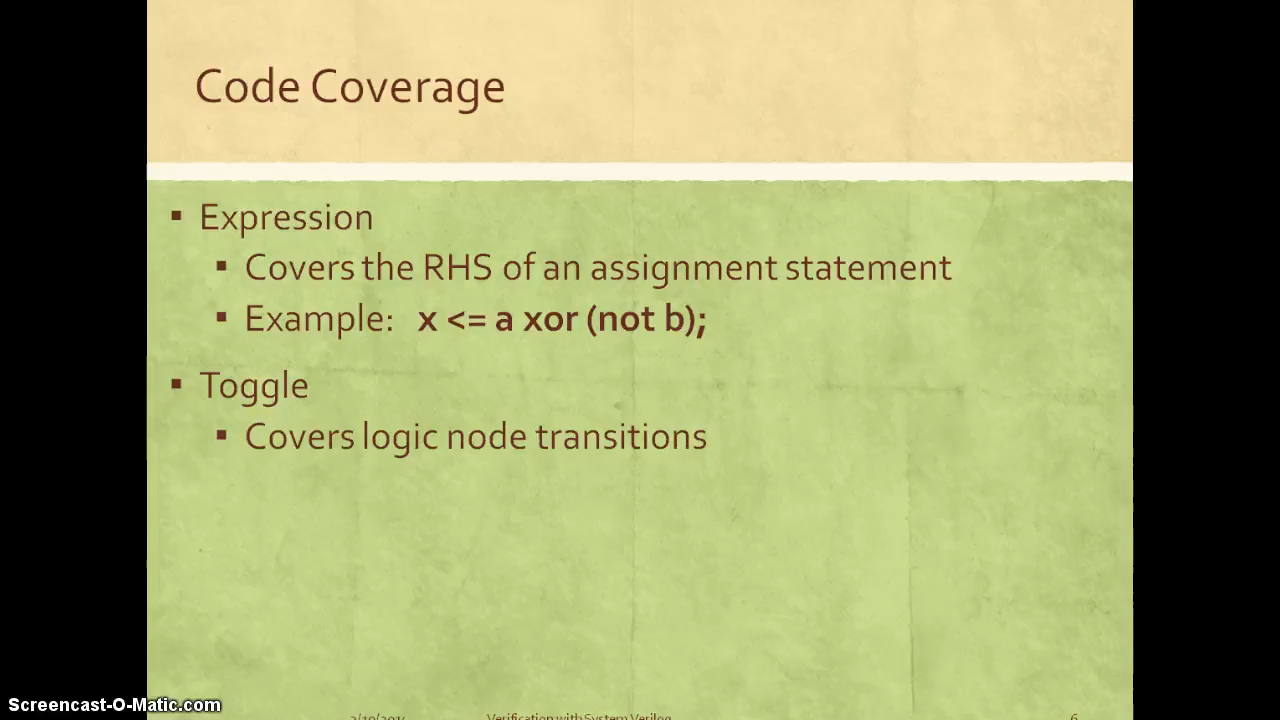 Code Coverage
▪ Expression
▪ Covers the RHS of an assignment statement
▪ Example: x <= a xor (not b);
▪ Toggle
▪ Covers logic node transitions
Verification with System Verilog
6
Screencast-O-Matic.com